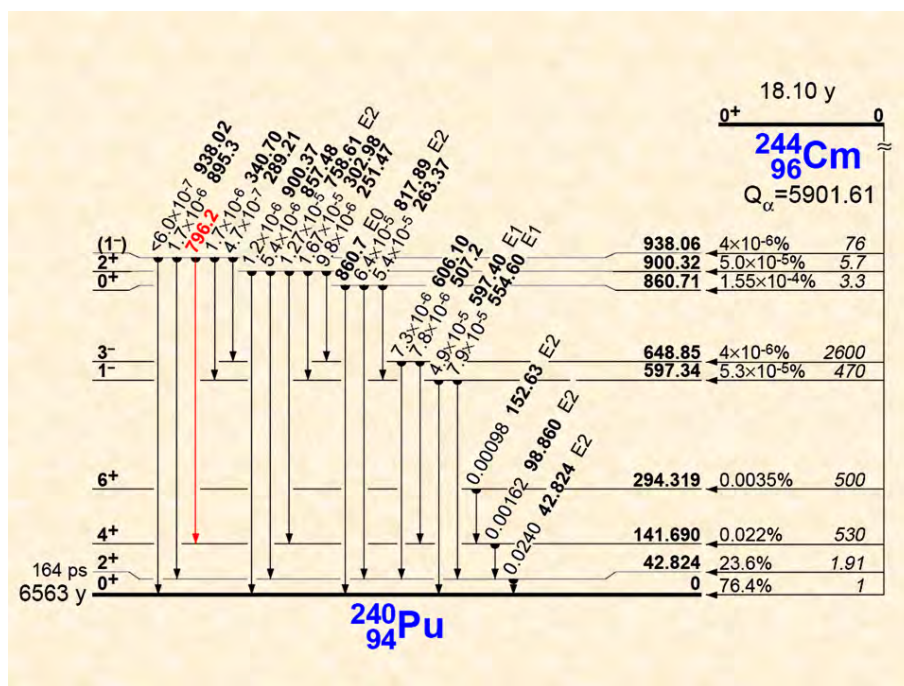 18.10 y
0+ 0
244 96 Cm
Qα=5901.61
<6.0×10-7 938.02
1.7×10-6 895.3
796.2
1.7×10-6 340.70
4.7×10-7 289.21
1.2×10-6 900.37
5.4×10-6 857.48
1.27×10-5 758.61 E2
1.67×10-5 302.98
9.8×10-6 251.47
860.7 E0
6.4×10-5 817.89 E2
5.4×10-5 263.37
7.3×10-6 606.10
7.8×10-6 507.2
4.9×10-5 597.40 E1
7.9×10-5 554.60 E1
0.00098 152.63 E2
0.00162 98.860 E2
0.0240 42.824 E2
(1-) 938.06 4×10-6% 76
2+ 900.32 5.0×10-5% 5.7
0+ 860.71 1.55×10-4% 3.3
3- 648.85 4×10-6% 2600
1- 597.34 5.3×10-5% 470
6+ 294.319 0.0035% 500
4+ 141.690 0.022% 530
164 ps 2+ 42.824 23.6% 1.91
6563 y 0+ 0 76.4% 1
240 94 Pu